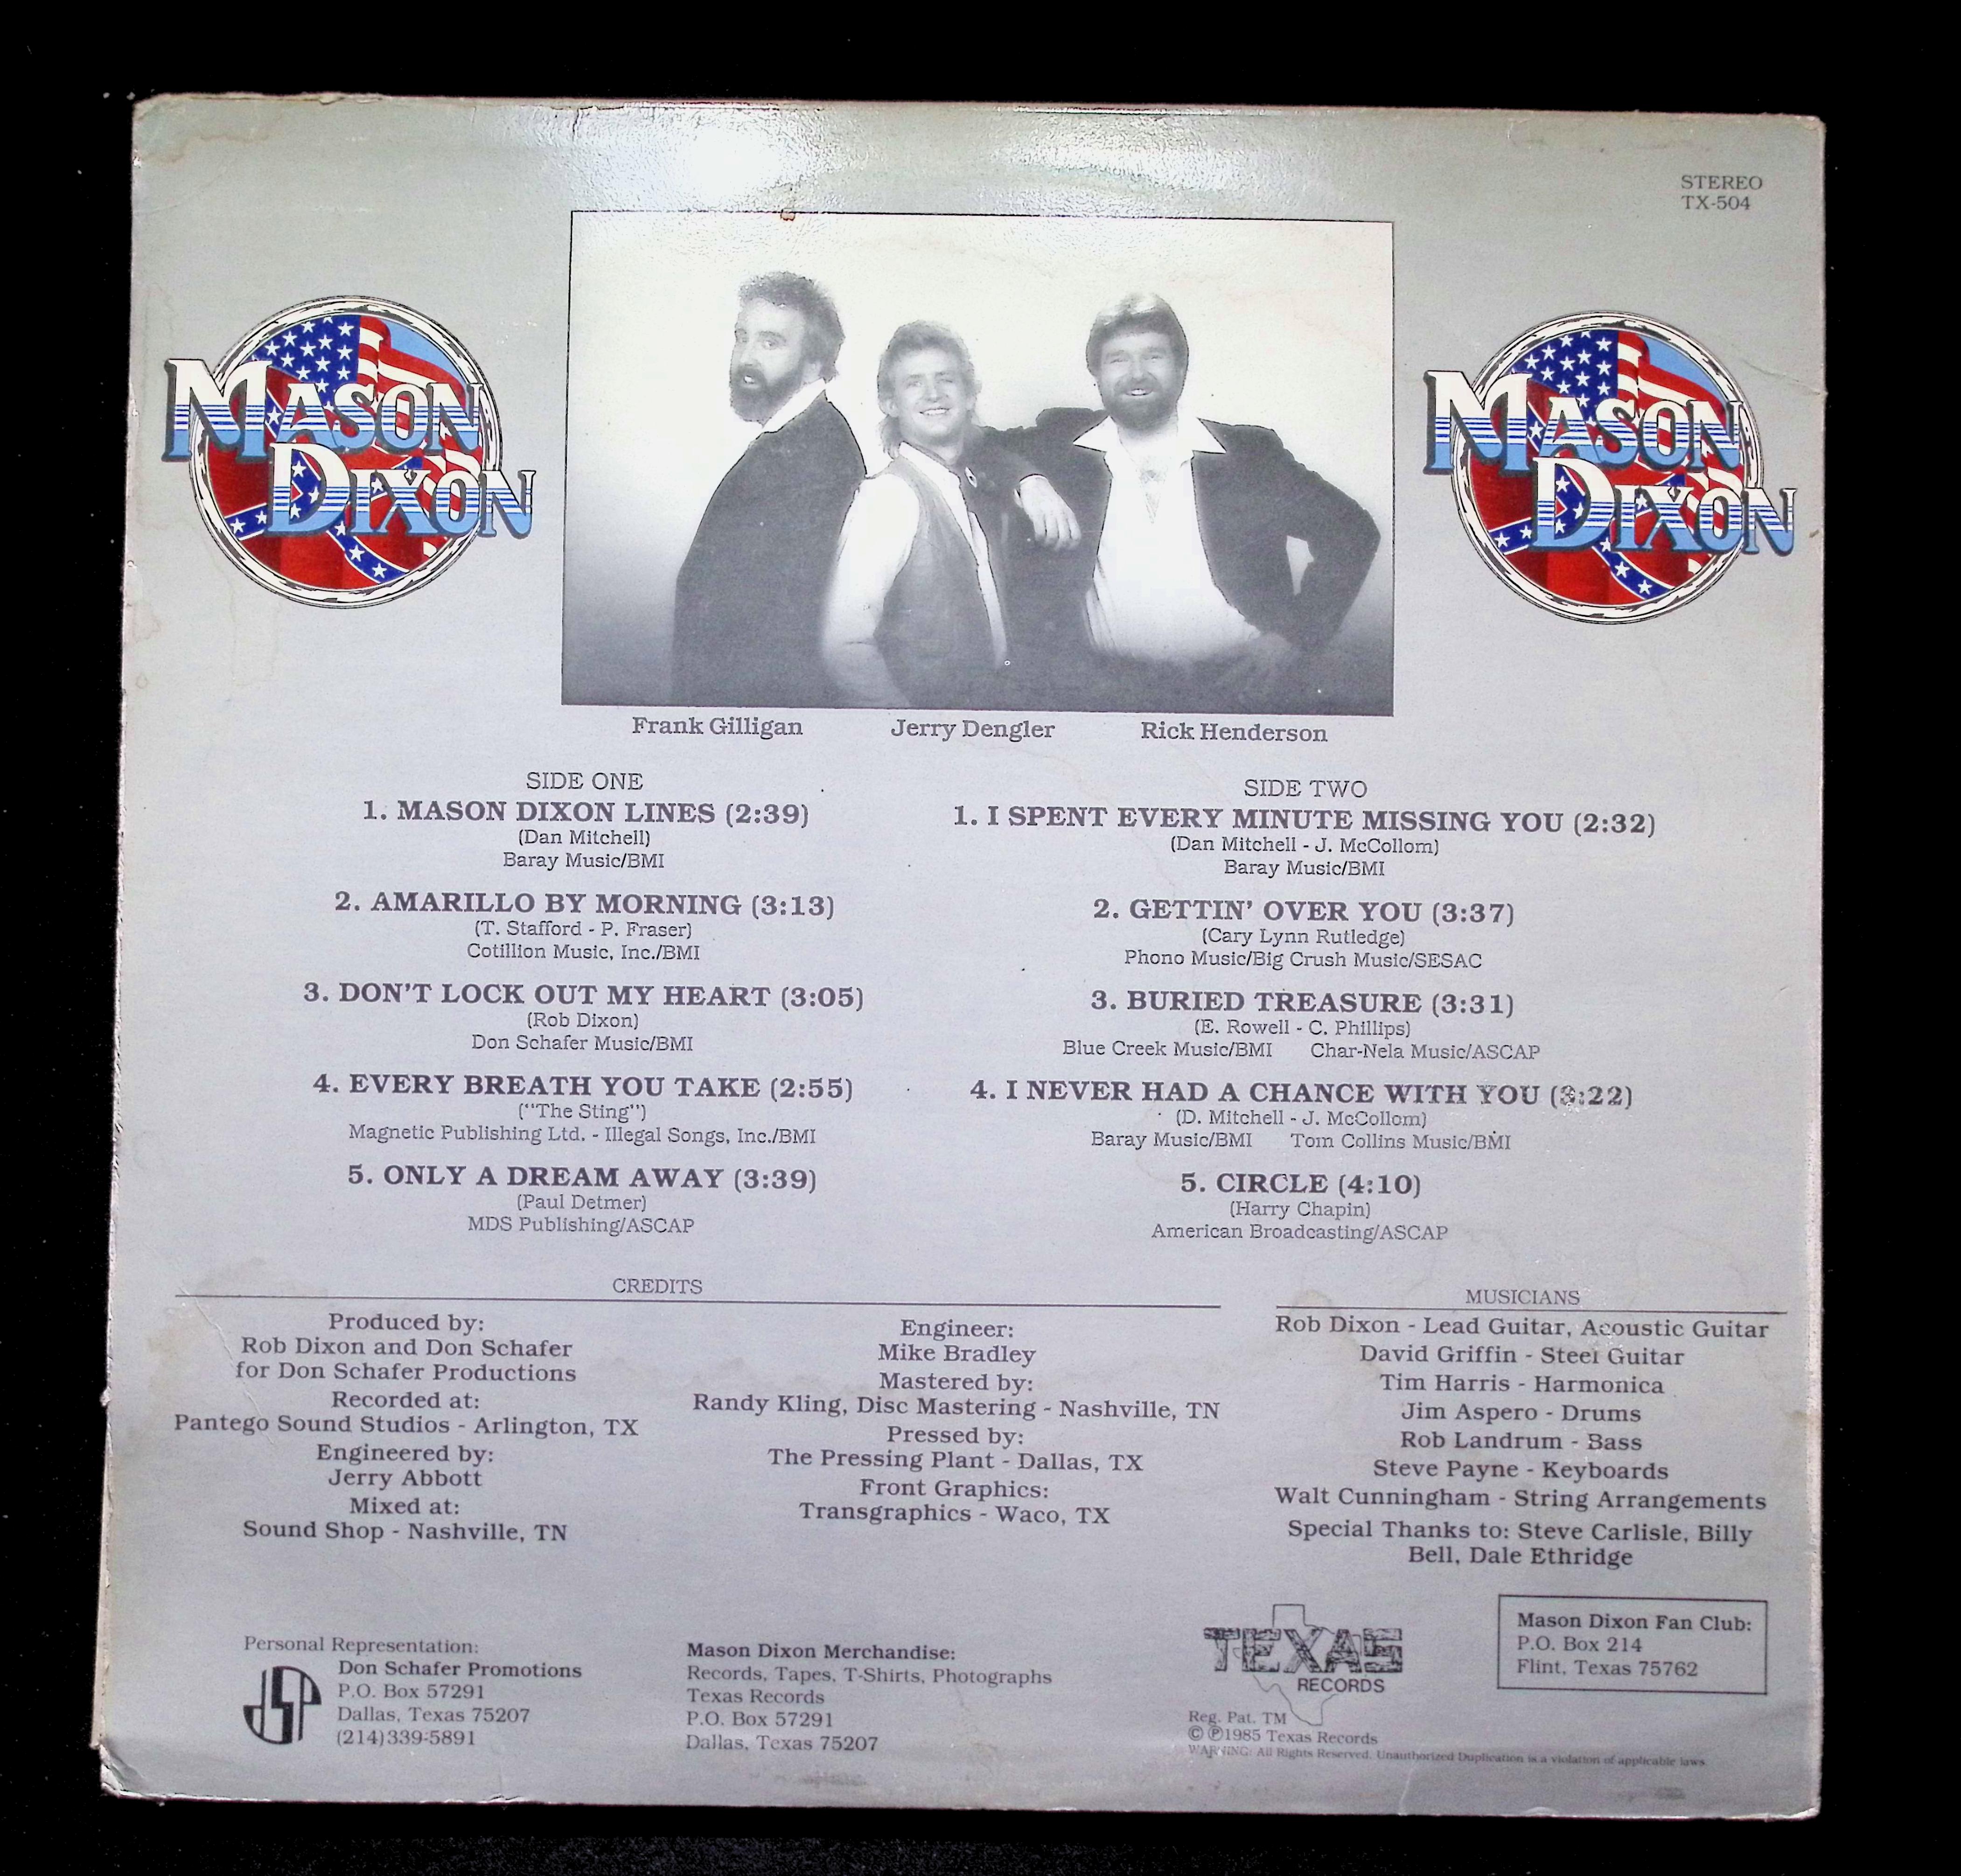 STEREO
TX-504
MASON
DIXON
MASON
DIXON
Frank Gilligan
Jerry Dengler
Rick Henderson
SIDE ONE
1. MASON DIXON LINES (2:39)
(Dan Mitchell)
Baray Music/BMI
2. AMARILLO BY MORNING (3:13)
(T. Stafford - P. Fraser)
Cotillion Music, Inc./BMI
3. DON'T LOCK OUT MY HEART (3:05)
(Rob Dixon)
Don Schafer Music/BMI
4. EVERY BREATH YOU TAKE (2:55)
("The Sting")
Magnetic Publishing Ltd. - Illegal Songs, Inc./BMI
5. ONLY A DREAM AWAY (3:39)
(Paul Detmer)
MDS Publishing/ASCAP
SIDE TWO
1. I SPENT EVERY MINUTE MISSING YOU (2:32)
(Dan Mitchell - J. McCollom)
Baray Music/BMI
2. GETTIN' OVER YOU (3:37)
(Cary Lynn Rutledge)
Phono Music/Big Crush Music/SESAC
3. BURIED TREASURE (3:31)
(E. Rowell - C. Phillips)
Blue Creek Music/BMI Char-Nela Music/ASCAP
4. I NEVER HAD A CHANCE WITH YOU (3:22)
(D. Mitchell - J. McCollom)
Baray Music/BMI Tom Collins Music/BMI
5. CIRCLE (4:10)
(Harry Chapin)
American Broadcasting/ASCAP
CREDITS
Produced by:
Rob Dixon and Don Schafer
for Don Schafer Productions
Recorded at:
Pantego Sound Studios - Arlington, TX
Engineered by:
Jerry Abbott
Mixed at:
Sound Shop - Nashville, TN
Engineer:
Mike Bradley
Mastered by:
Randy Kling, Disc Mastering - Nashville, TN
Pressed by:
The Pressing Plant - Dallas, TX
Front Graphics:
Transgraphics - Waco, TX
MUSICIANS
Rob Dixon - Lead Guitar, Acoustic Guitar
David Griffin - Steel Guitar
Tim Harris - Harmonica
Jim Aspero - Drums
Rob Landrum - Bass
Steve Payne - Keyboards
Walt Cunningham - String Arrangements
Special Thanks to: Steve Carlisle, Billy
Bell, Dale Ethridge
Personal Representation:
DSP
Don Schafer Promotions
P.O. Box 57291
Dallas, Texas 75207
(214)339-5891
Mason Dixon Merchandise:
Records, Tapes, T-Shirts, Photographs
Texas Records
P.O. Box 57291
Dallas, Texas 75207
TEXAS
RECORDS
Reg. Pat. TM
© ℗1985 Texas Records
WARNING: All Rights Reserved. Unauthorized Duplication is a violation of applicable laws
Mason Dixon Fan Club:
P.O. Box 214
Flint, Texas 75762